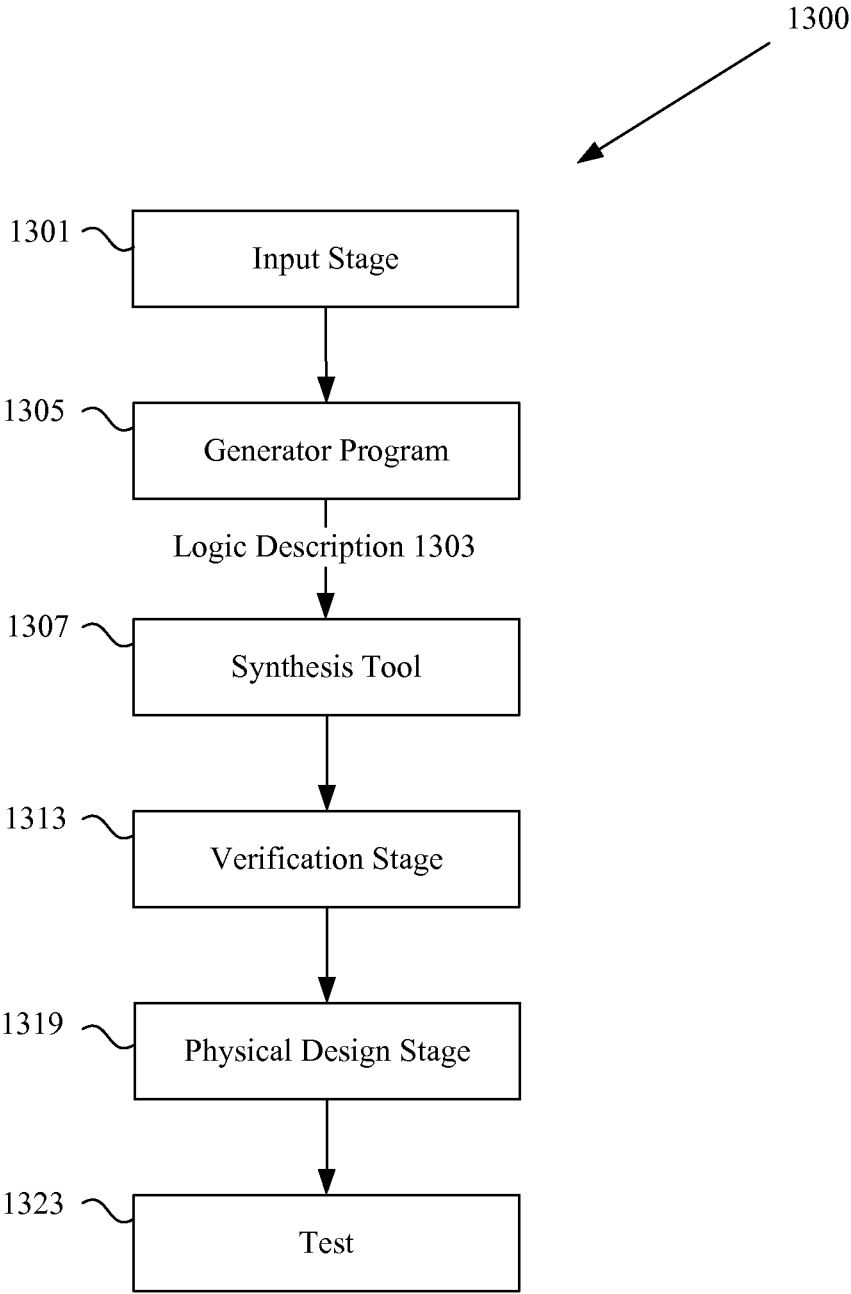 1300
1301
Input Stage
1305
Generator Program
Logic Description 1303
1307
Synthesis Tool
1313
Verification Stage
1319
Physical Design Stage
1323
Test